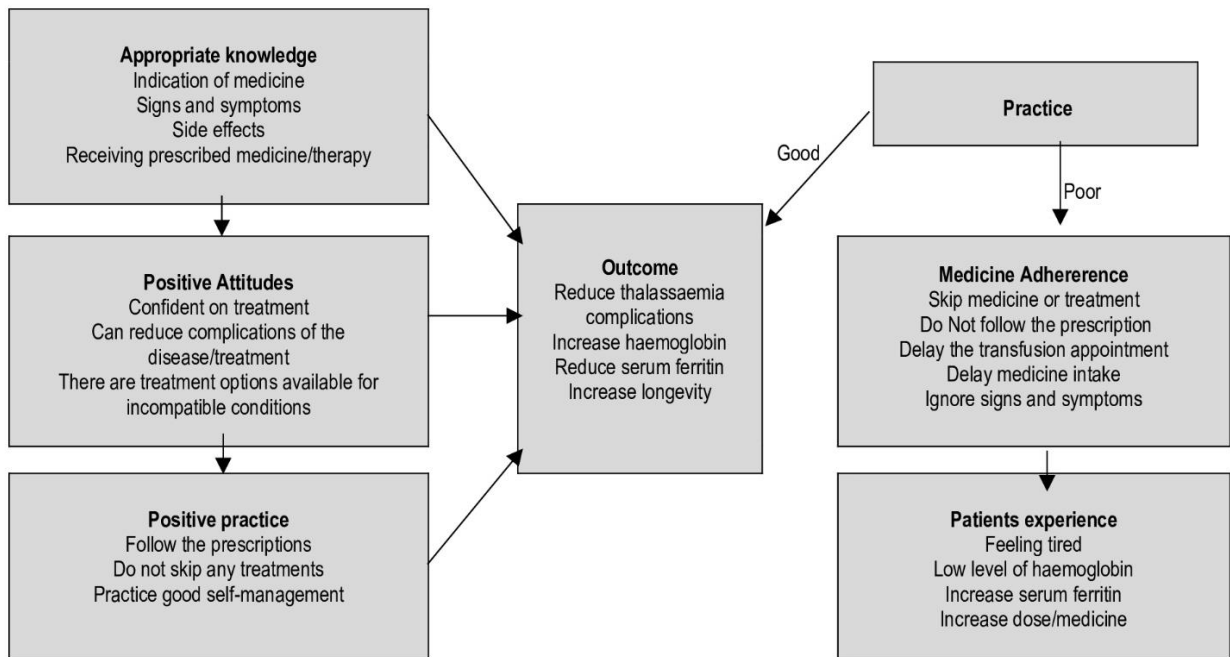 Appropriate knowledge
Indication of medicine
Signs and symptoms
Side effects
Receiving prescribed medicine/therapy
Positive Attitudes
Confident on treatment
Can reduce complications of the
disease/treatment
There are treatment options available for
incompatible conditions
Positive practice
Follow the prescriptions
Do not skip any treatments
Practice good self-management
Outcome
Reduce thalassaemia
complications
Increase haemoglobin
Reduce serum ferritin
Increase longevity
Practice
Good
Poor
Medicine Adhererence
Skip medicine or treatment
Do Not follow the prescription
Delay the transfusion appointment
Delay medicine intake
Ignore signs and symptoms
Patients experience
Feeling tired
Low level of haemoglobin
Increase serum ferritin
Increase dose/medicine